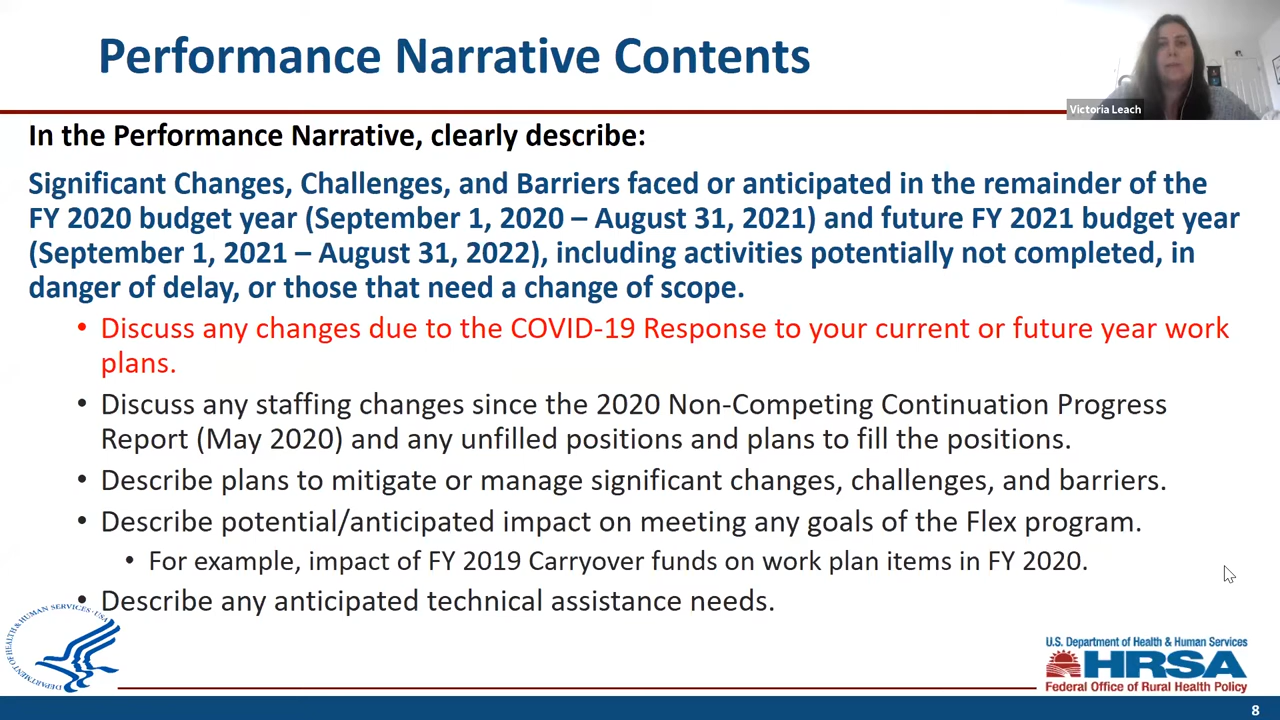 Performance Narrative Contents
Victoria Leach
In the Performance Narrative, clearly describe:
Significant Changes, Challenges, and Barriers faced or anticipated in the remainder of the
FY 2020 budget year (September 1, 2020 – August 31, 2021) and future FY 2021 budget year
(September 1, 2021 – August 31, 2022), including activities potentially not completed, in
danger of delay, or those that need a change of scope.
• Discuss any changes due to the COVID-19 Response to your current or future year work
plans.
• Discuss any staffing changes since the 2020 Non-Competing Continuation Progress
Report (May 2020) and any unfilled positions and plans to fill the positions.
• Describe plans to mitigate or manage significant changes, challenges, and barriers.
• Describe potential/anticipated impact on meeting any goals of the Flex program.
• For example, impact of FY 2019 Carryover funds on work plan items in FY 2020.
• Describe any anticipated technical assistance needs.
DEPARTMENT OF HEALTH & HUMAN SERVICES · USA
U.S. Department of Health & Human Services
HRSA
Federal Office of Rural Health Policy
8